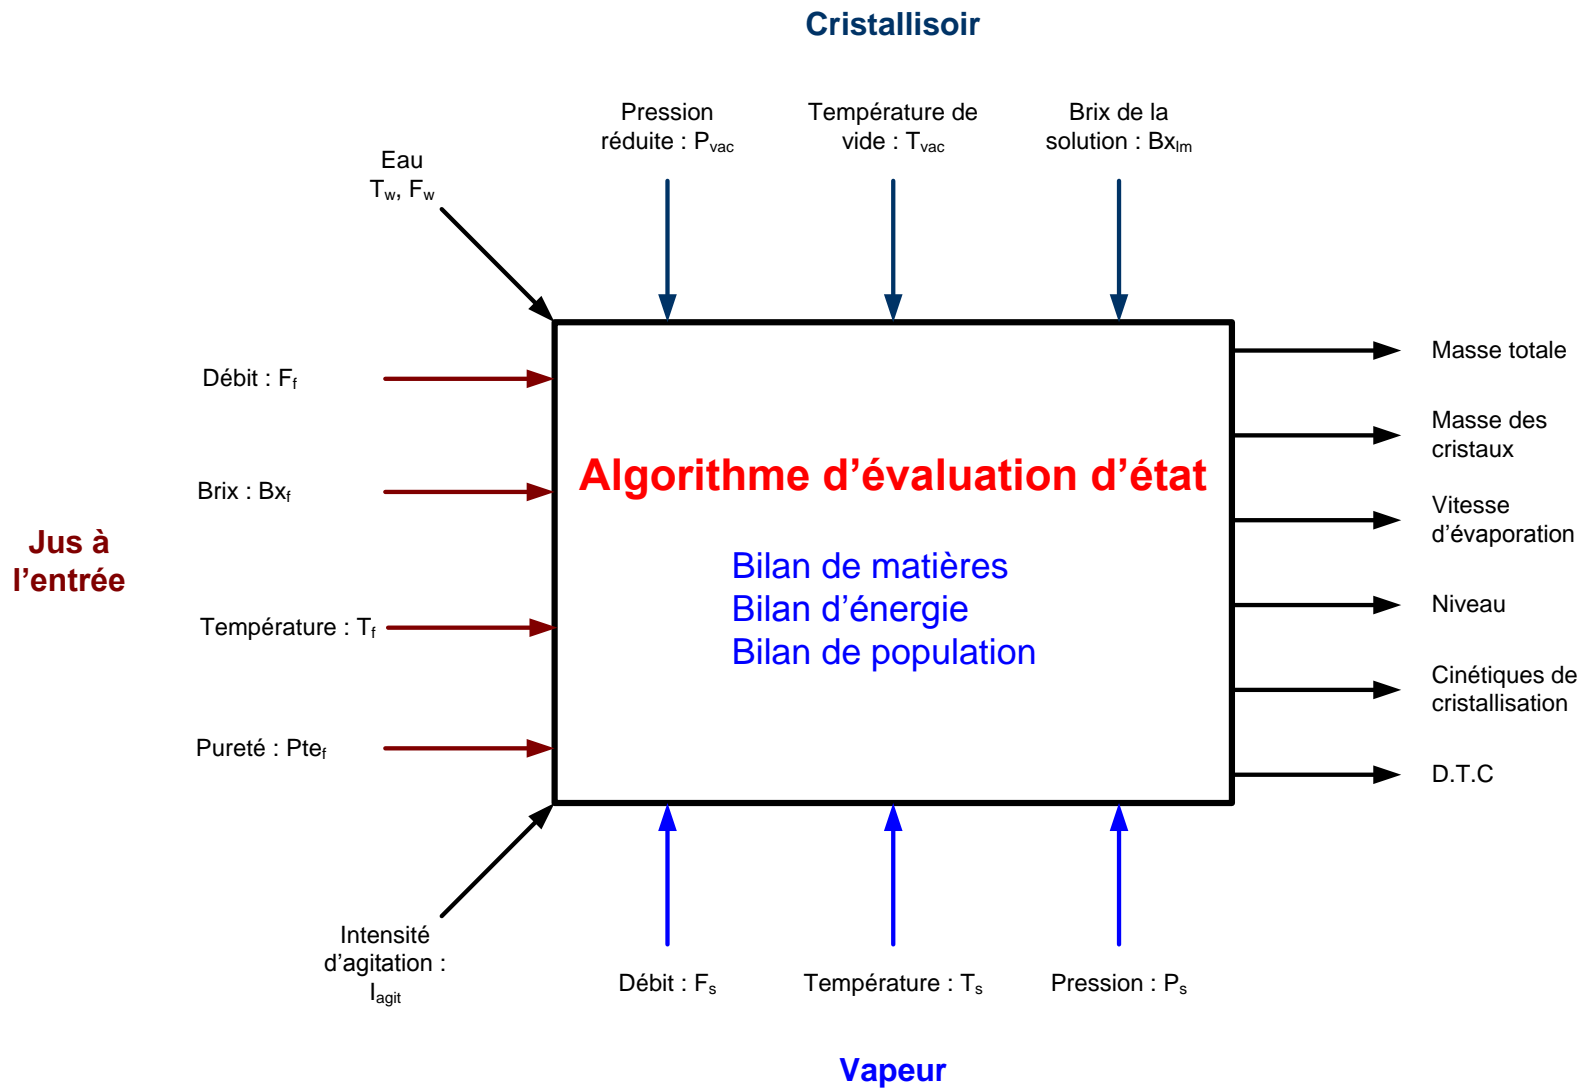 Cristallisoir
Pression
réduite : Pvac
Température de
vide : Tvac
Brix de la
solution : Bxlm
Eau
Tw, Fw
Débit : Ff
Brix : Bxf
Jus à
l’entrée
Température : Tf
Pureté : Ptef
Intensité
d’agitation :
Iagit
Algorithme d’évaluation d’état
Bilan de matières
Bilan d’énergie
Bilan de population
Masse totale
Masse des
cristaux
Vitesse
d’évaporation
Niveau
Cinétiques de
cristallisation
D.T.C
Débit : Fs
Température : Ts
Pression : Ps
Vapeur